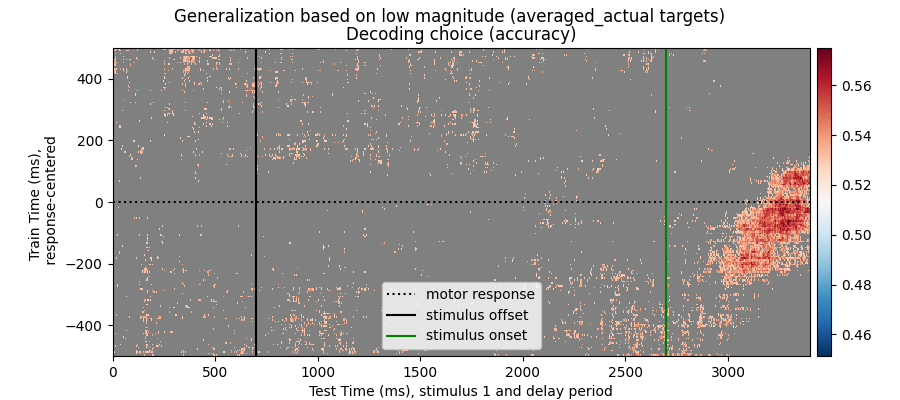 Generalization based on low magnitude (averaged_actual targets)
Decoding choice (accuracy)
Train Time (ms),
response-centered
400
200
0
−200
−400
0
500
1000
1500
2000
2500
3000
Test Time (ms), stimulus 1 and delay period
motor response
stimulus offset
stimulus onset
0.56
0.54
0.52
0.50
0.48
0.46